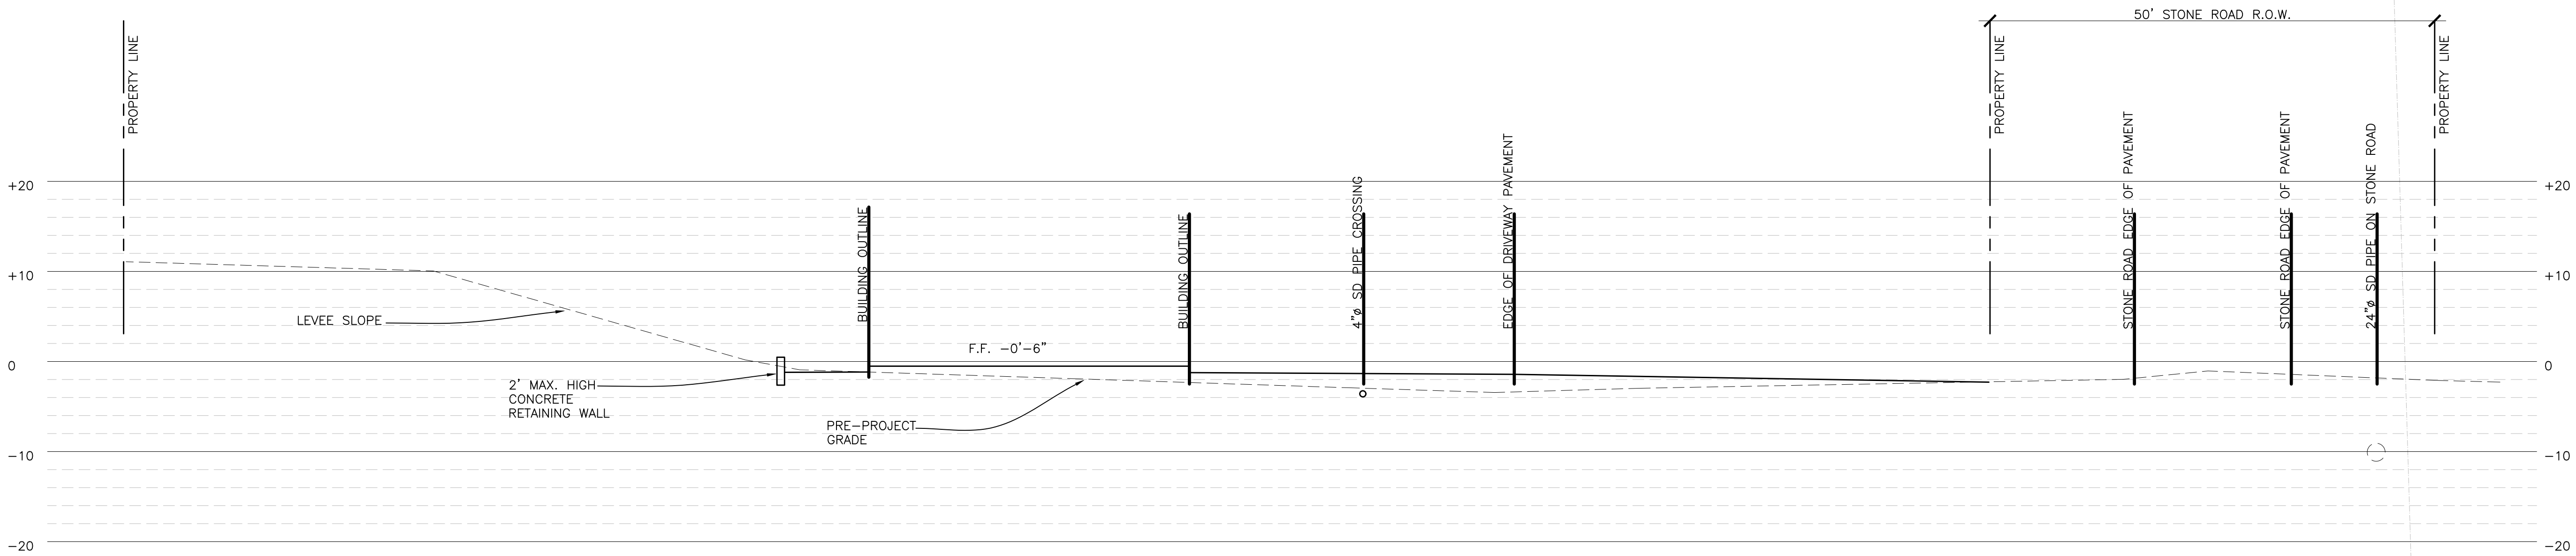 50' STONE ROAD R.O.W.
PROPERTY LINE
PROPERTY LINE
PROPERTY LINE
BUILDING OUTLINE
BUILDING OUTLINE
4"ø SD PIPE CROSSING
EDGE OF DRIVEWAY PAVEMENT
STONE ROAD EDGE OF PAVEMENT
STONE ROAD EDGE OF PAVEMENT
24"ø SD PIPE ON STONE ROAD
+20
+20
+10
+10
LEVEE SLOPE
F.F. -0'-6"
0
0
2' MAX. HIGH
CONCRETE
RETAINING WALL
PRE-PROJECT
GRADE
-10
-10
-20
-20